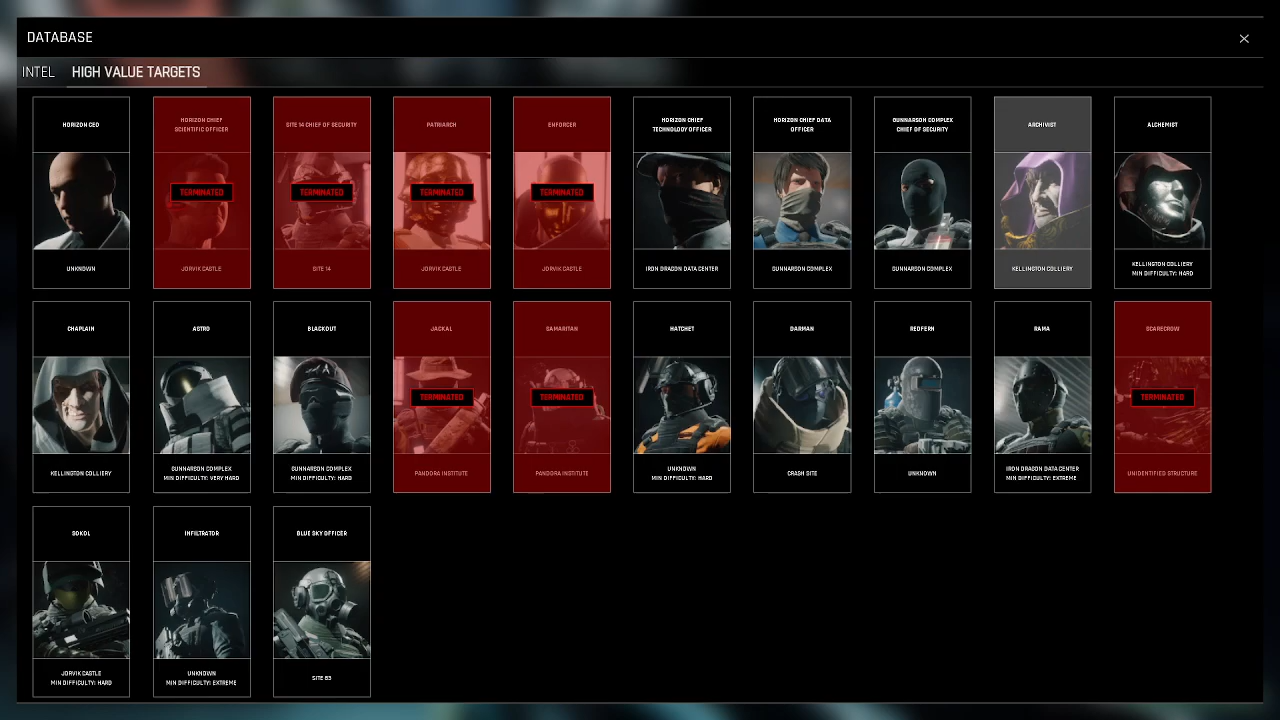 DATABASE
INTEL HIGH VALUE TARGETS
HORIZON CEO
UNKNOWN
HORIZON CHIEF
SCIENTIFIC OFFICER
TERMINATED
JORVIK CASTLE
SITE 14 CHIEF OF SECURITY
TERMINATED
SITE 14
PATRIARCH
TERMINATED
JORVIK CASTLE
ENFORCER
TERMINATED
JORVIK CASTLE
HORIZON CHIEF
TECHNOLOGY OFFICER
IRON DRAGON DATA CENTER
HORIZON CHIEF DATA
OFFICER
GUNNARSON COMPLEX
GUNNARSON COMPLEX
CHIEF OF SECURITY
GUNNARSON COMPLEX
ARCHIVIST
KELLINGTON COLLIERY
ALCHEMIST
KELLINGTON COLLIERY
MIN DIFFICULTY: HARD
CHAPLAIN
KELLINGTON COLLIERY
ASTRO
GUNNARSON COMPLEX
MIN DIFFICULTY: VERY HARD
BLACKOUT
GUNNARSON COMPLEX
MIN DIFFICULTY: HARD
JACKAL
TERMINATED
PANDORA INSTITUTE
SAMARITAN
TERMINATED
PANDORA INSTITUTE
HATCHET
UNKNOWN
MIN DIFFICULTY: HARD
DARMAN
CRASH SITE
REDFERN
UNKNOWN
RAMA
IRON DRAGON DATA CENTER
MIN DIFFICULTY: EXTREME
SCARECROW
TERMINATED
UNIDENTIFIED STRUCTURE
SOKOL
JORVIK CASTLE
MIN DIFFICULTY: HARD
INFILTRATOR
UNKNOWN
MIN DIFFICULTY: EXTREME
BLUE SKY OFFICER
SITE 83